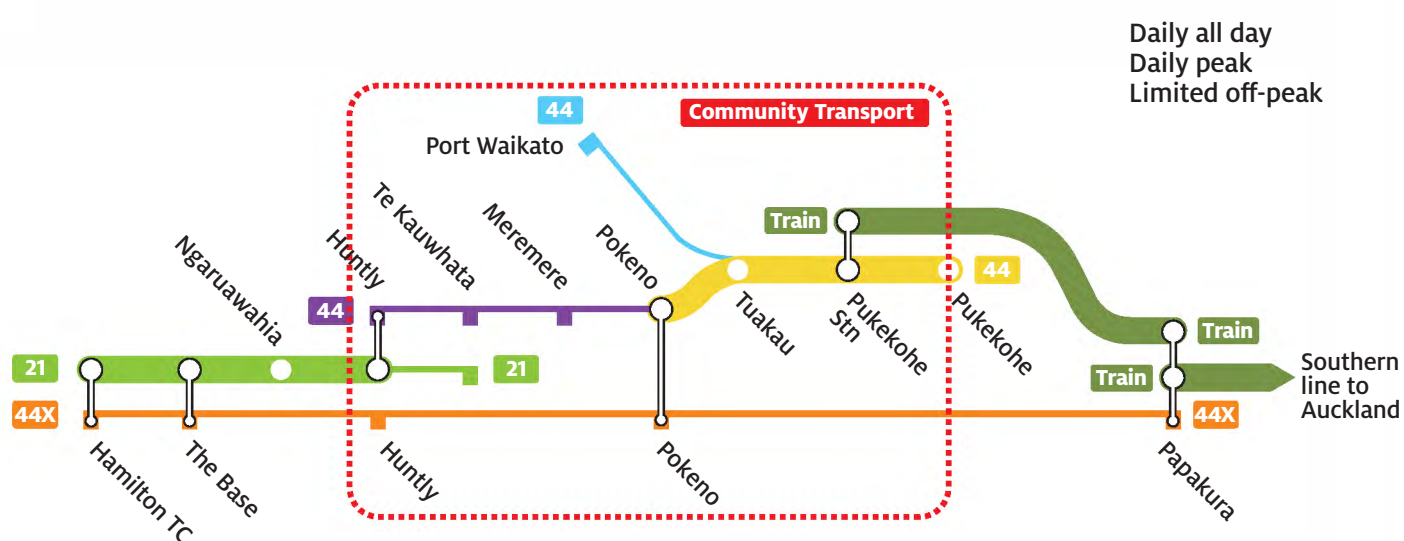 Daily all day
Daily peak
Limited off-peak
44
Community Transport
Port Waikato
Te Kauwhata
Meremere
Pokeno
Huntly
Ngaruawahia
Train
44
44
Tuakau
Pukekohe
Stn
Pukekohe
Train
21
21
Train
Southern
line to
Auckland
44X
44X
Hamilton TC
The Base
Huntly
Pokeno
Papakura